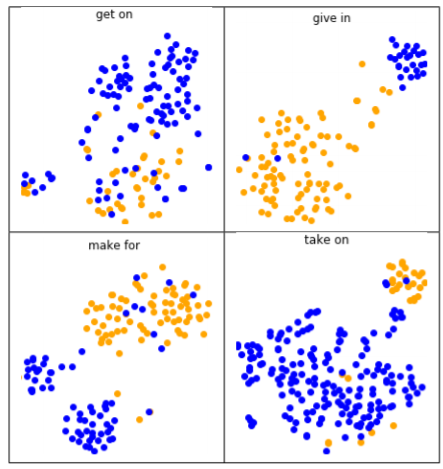 get on
give in
make for
take on